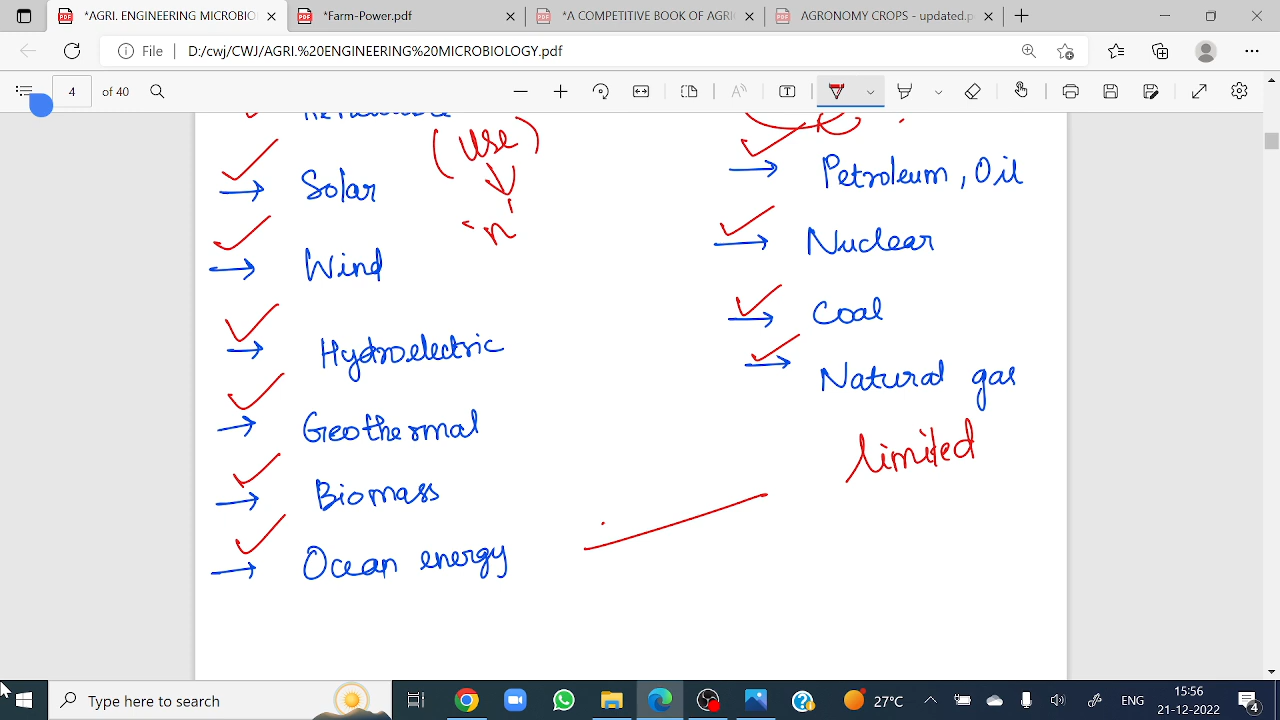 *AGRI. ENGINEERING MICROBIO
*Farm-Power.pdf
*A COMPETITIVE BOOK OF AGRI
AGRONOMY CROPS - updated.p
File
D:/cwj/CWJ/AGRI.%20ENGINEERING%20MICROBIOLOGY.pdf
4
of 40
(Use)
'n'
→ Solar
→ Wind
→ Hydroelectric
→ Geothermal
→ Biomass
→ Ocean energy
→ Petroleum, Oil
→ Nuclear
→ Coal
→ Natural gas
limited
Type here to search
27°C
ENG
15:56
21-12-2022
4